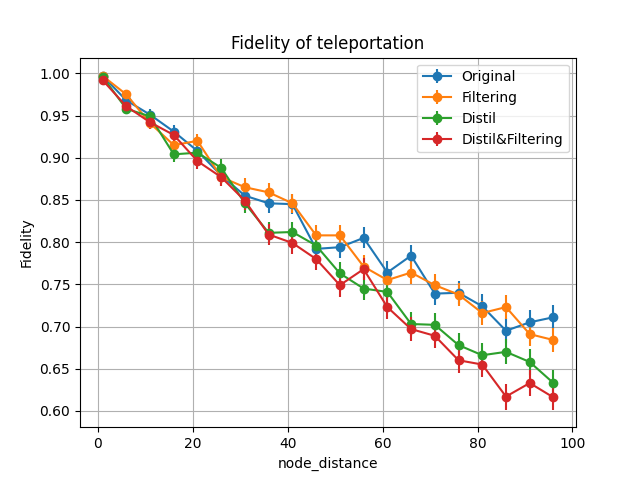 Fidelity of teleportation
Original
Filtering
Distil
Distil&Filtering
Fidelity
1.00
0.95
0.90
0.85
0.80
0.75
0.70
0.65
0.60
0 20 40 60 80 100
node_distance